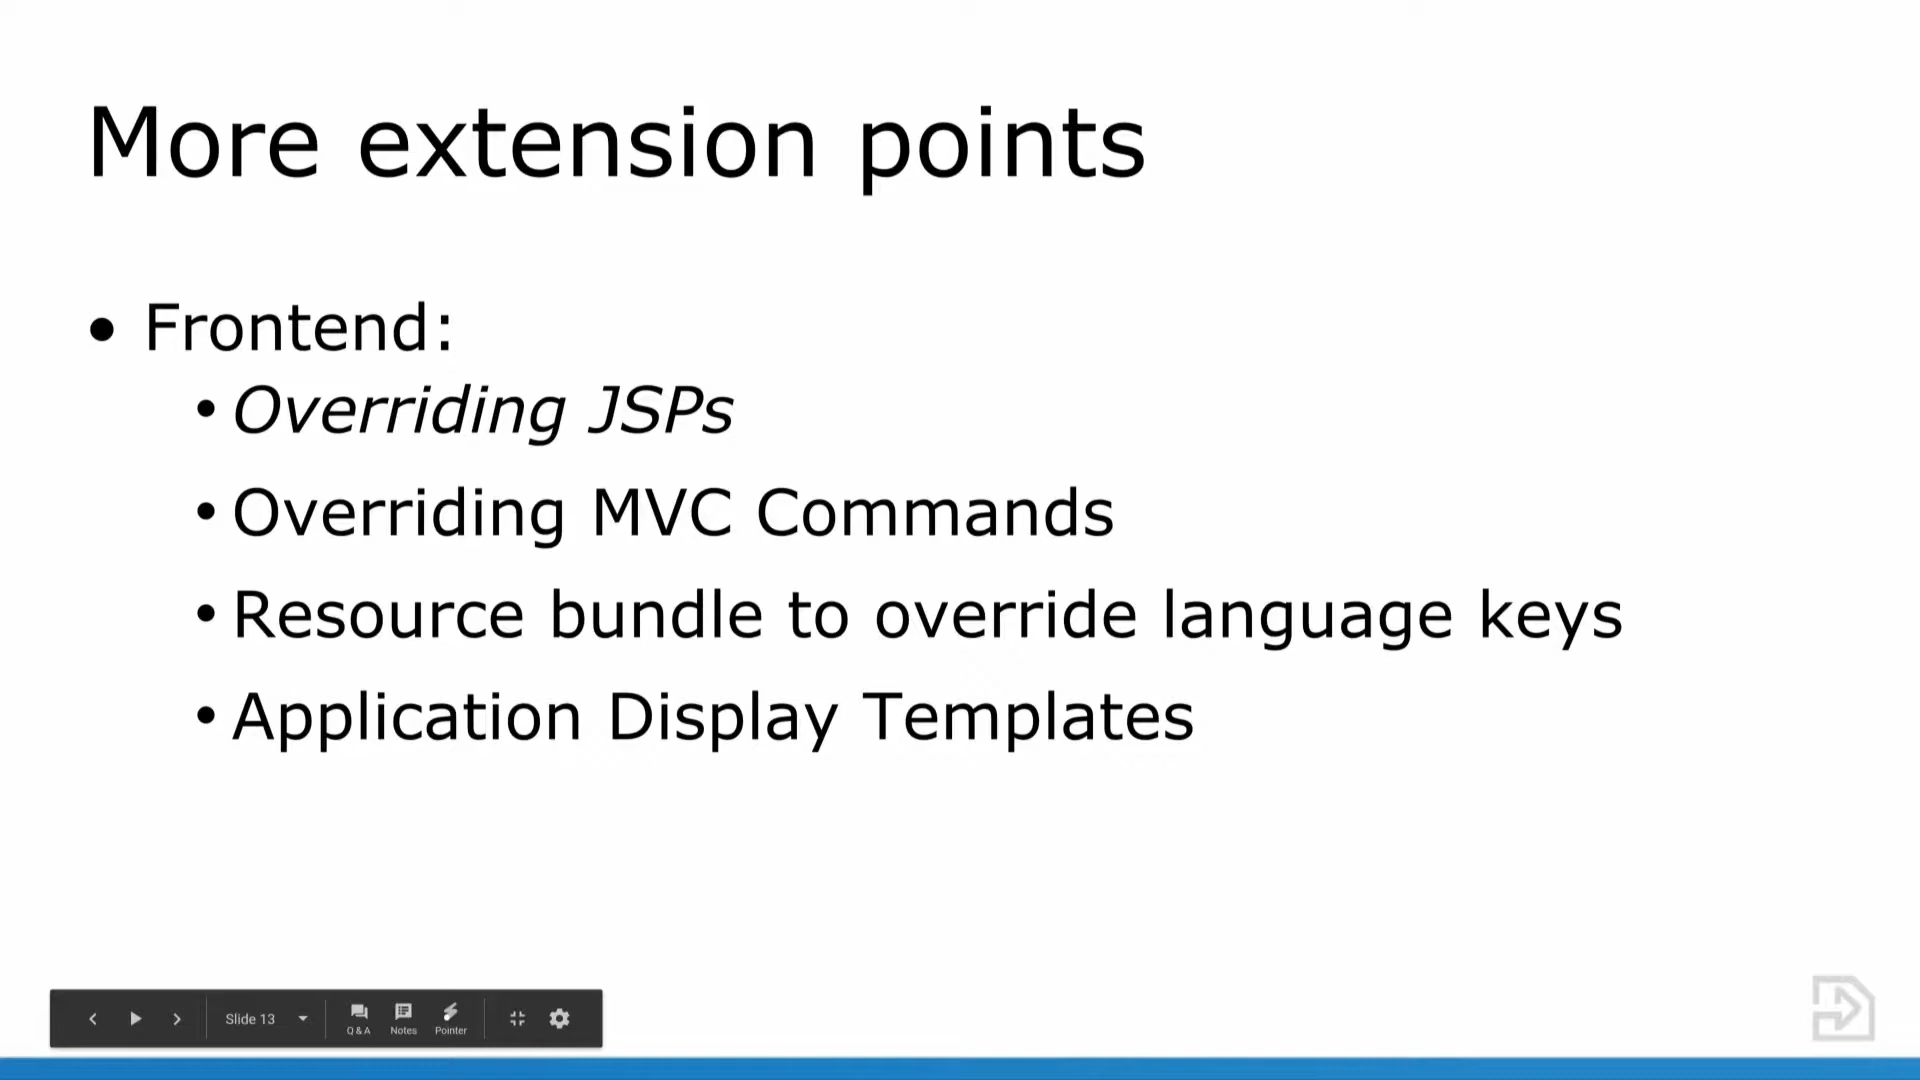 More extension points
• Frontend:
• Overriding JSPs
• Overriding MVC Commands
• Resource bundle to override language keys
• Application Display Templates
Slide 13
Q & A
Notes
Pointer